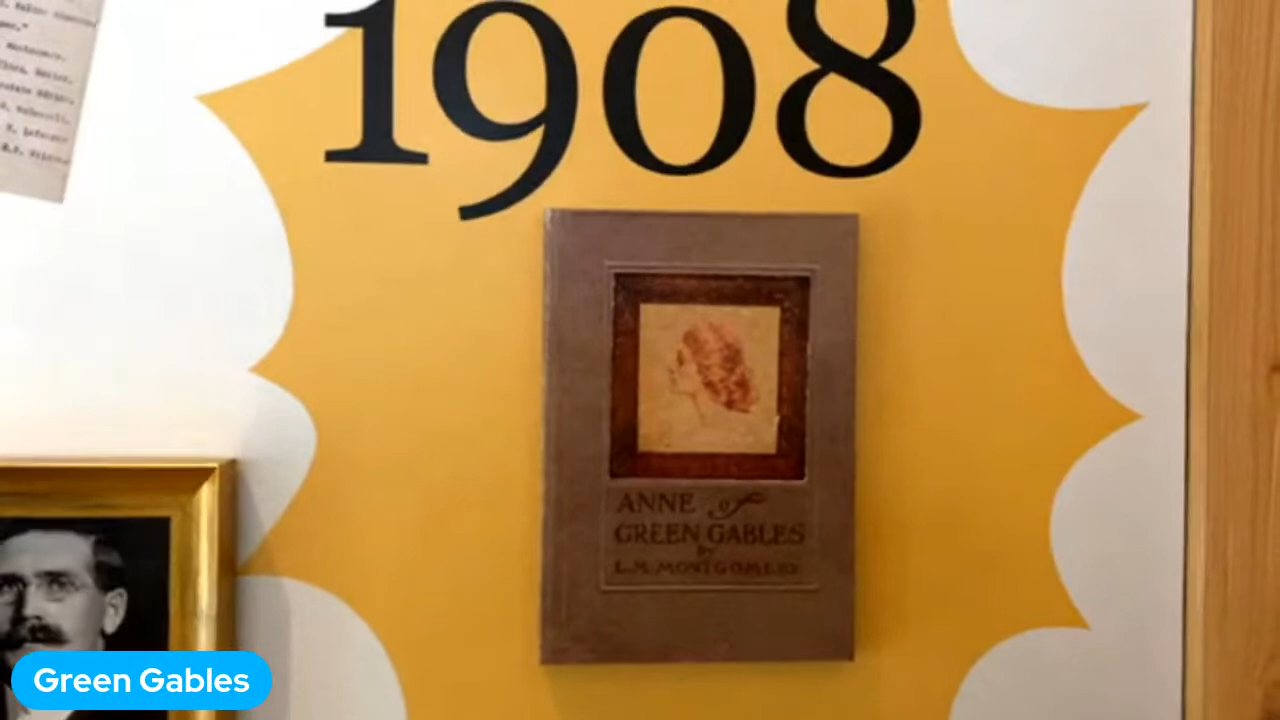 1908
ANNE of
GREEN GABLES
by
L.M. MONTGOMERY
Green Gables